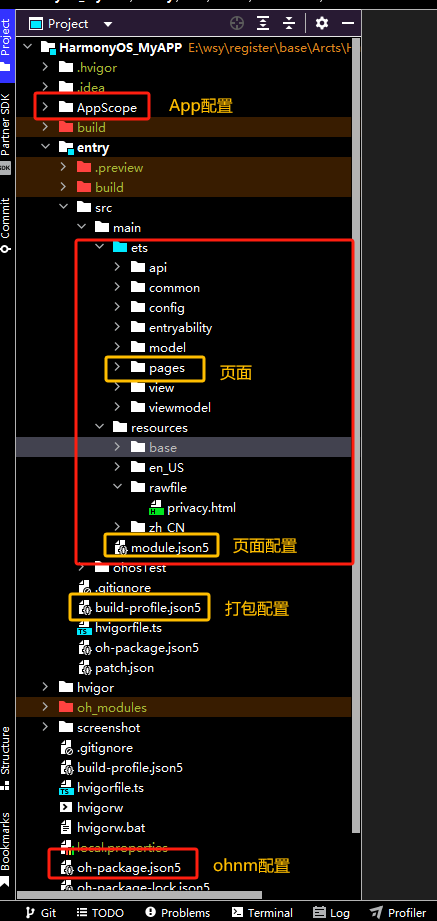 Project
HarmonyOS_MyAPP E:\wsy\register\base\Arcts\H
.hvigor
.idea
AppScope App配置
build
entry
.preview
build
src
main
ets
api
common
config
entryability
model
pages 页面
view
viewmodel
resources
base
en_US
rawfile
privacy.html
zh_CN
module.json5 页面配置
ohosTest
.gitignore
build-profile.json5 打包配置
hvigorfile.ts
oh-package.json5
patch.json
hvigor
oh_modules
screenshot
.gitignore
build-profile.json5
hvigorfile.ts
hvigorw
hvigorw.bat
local.properties
oh-package.json5 ohnm配置
oh-package-lock.json5
Project
Partner SDK
SDK
Commit
Structure
Bookmarks
Git TODO Problems Terminal Log Profiler